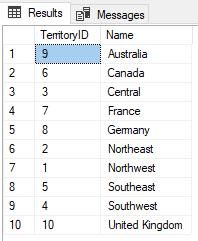 Results Messages
TerritoryID Name
1 9 Australia
2 6 Canada
3 3 Central
4 7 France
5 8 Germany
6 2 Northeast
7 1 Northwest
8 5 Southeast
9 4 Southwest
10 10 United Kingdom